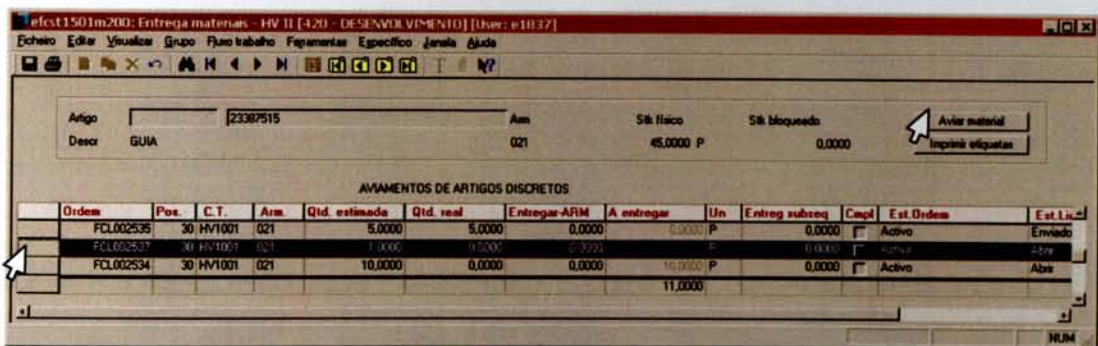 efcst1501m200: Entrega materiais - HV II [420 - DESENVOLVIMENTO] [User: e1837]
Ficheiro Editar Visualizar Grupo Fluxo trabalho Ferramentas Específico Janela Ajuda
Artigo 23387515 Arm Stk físico Stk bloqueado Aviar material
Descr GUIA 021 45,0000 P 0,0000 Imprimir etiquetas
AVIAMENTOS DE ARTIGOS DISCRETOS
Ordem Pos. C.T. Arm. Qtd. estimada Qtd. real Entregar-ARM A entregar Un Entreg subseq Cmpl Est.Ordem Est.Lin
FCL002535 30 HV1001 021 5,0000 5,0000 0,0000 0,0000 P 0,0000 Activo Enviado
FCL002537 30 HV1001 021 1,0000 0,0000 0,0000 P 0,0000 Activo Abrir
FCL002534 30 HV1001 021 10,0000 0,0000 0,0000 10,0000 P 0,0000 Activo Abrir
11,0000
NUM